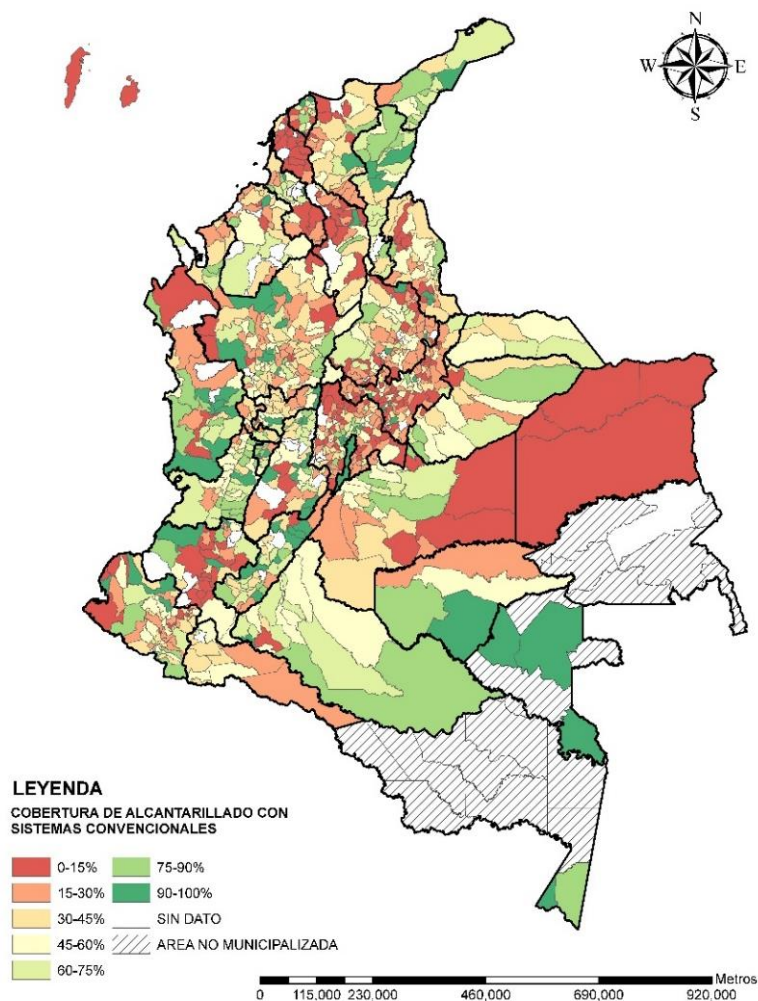 N
W E
S
LEYENDA
COBERTURA DE ALCANTARILLADO CON
SISTEMAS CONVENCIONALES
0-15%
15-30%
30-45%
45-60%
60-75%
75-90%
90-100%
SIN DATO
AREA NO MUNICIPALIZADA
Metros
0 115,000 230,000 460,000 690,000 920,000